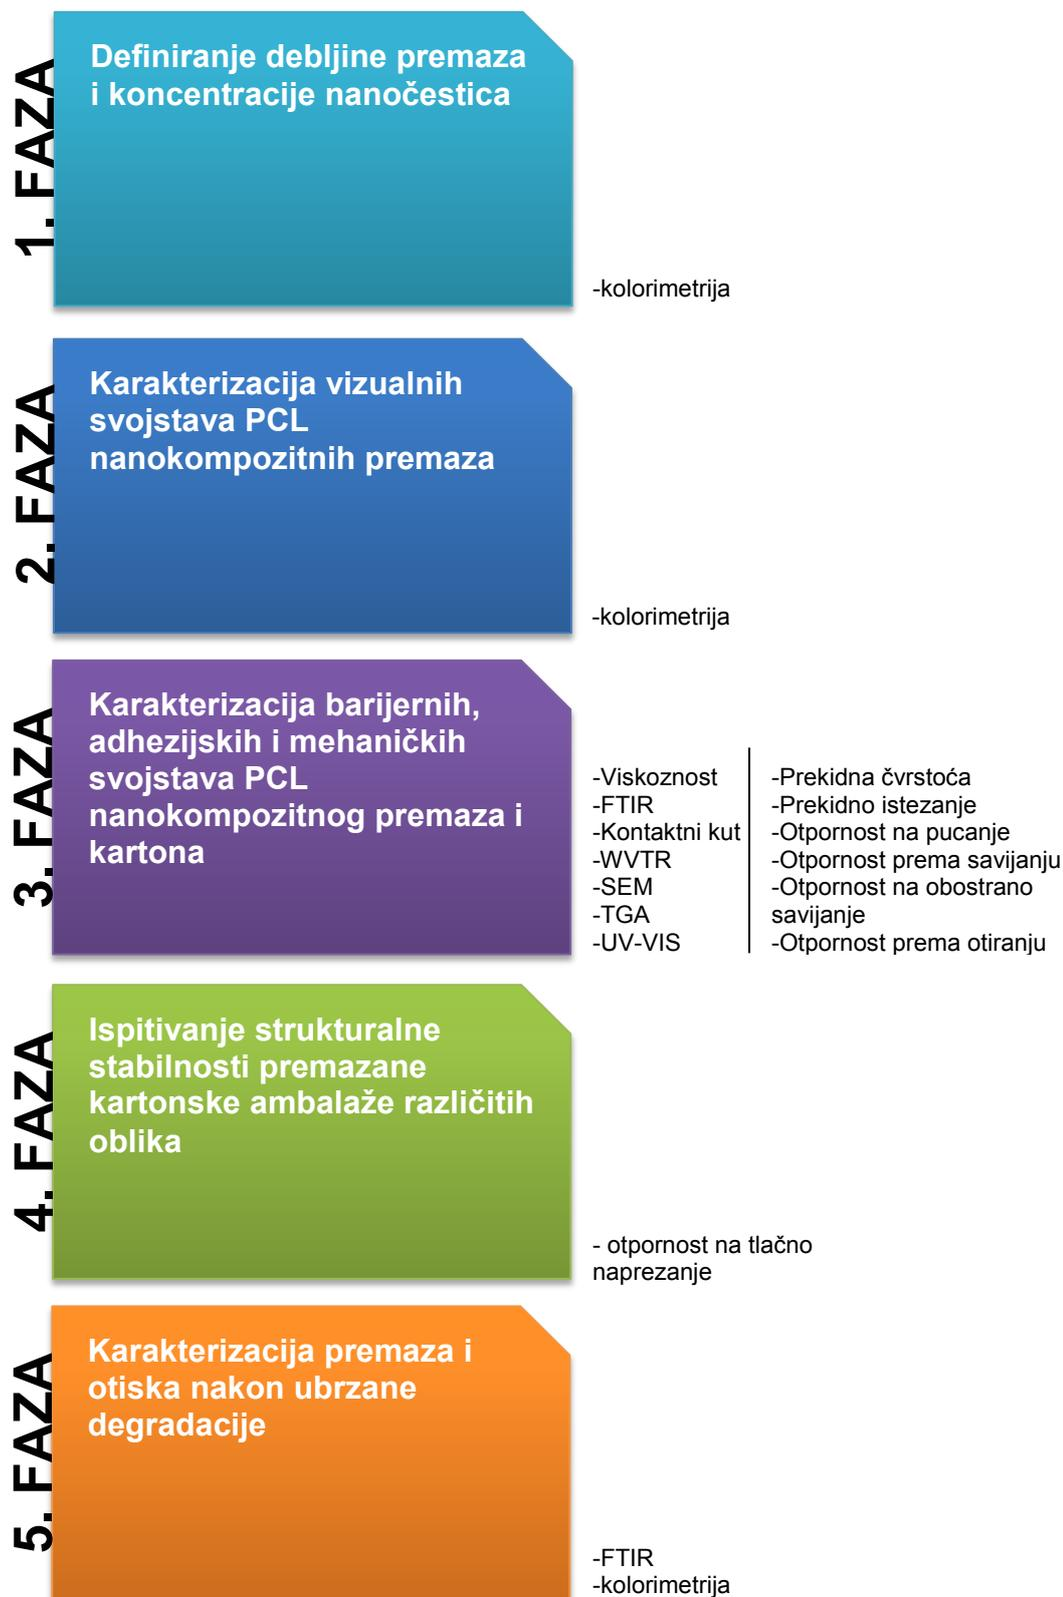 1. FAZA
Definiranje debljine premaza
i koncentracije nanočestica
-kolorimetrija
2. FAZA
Karakterizacija vizualnih
svojstava PCL
nanokompozitnih premaza
-kolorimetrija
3. FAZA
Karakterizacija barijernih,
adhezijskih i mehaničkih
svojstava PCL
nanokompozitnog premaza i
kartona
-Viskoznost
-FTIR
-Kontaktni kut
-WVTR
-SEM
-TGA
-UV-VIS
-Prekidna čvrstoća
-Prekidno istezanje
-Otpornost na pucanje
-Otpornost prema savijanju
-Otpornost na obostrano
savijanje
-Otpornost prema otiranju
4. FAZA
Ispitivanje strukturalne
stabilnosti premazane
kartonske ambalaže različitih
oblika
- otpornost na tlačno
naprezanje
5. FAZA
Karakterizacija premaza i
otiska nakon ubrzane
degradacije
-FTIR
-kolorimetrija